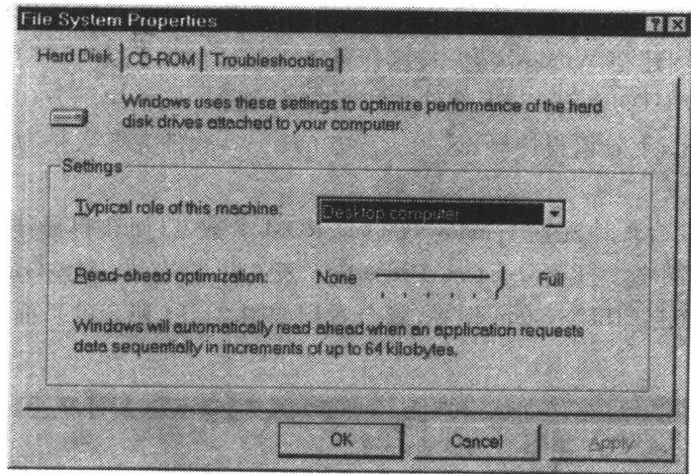 File System Properties
Hard Disk CD-ROM Troubleshooting
Windows uses these settings to optimize performance of the hard
disk drives attached to your computer.
Settings
Typical role of this machine: Desktop computer
Read-ahead optimization: None Full
Windows will automatically read ahead when an application requests
data sequentially in increments of up to 64 kilobytes.
OK Cancel Apply